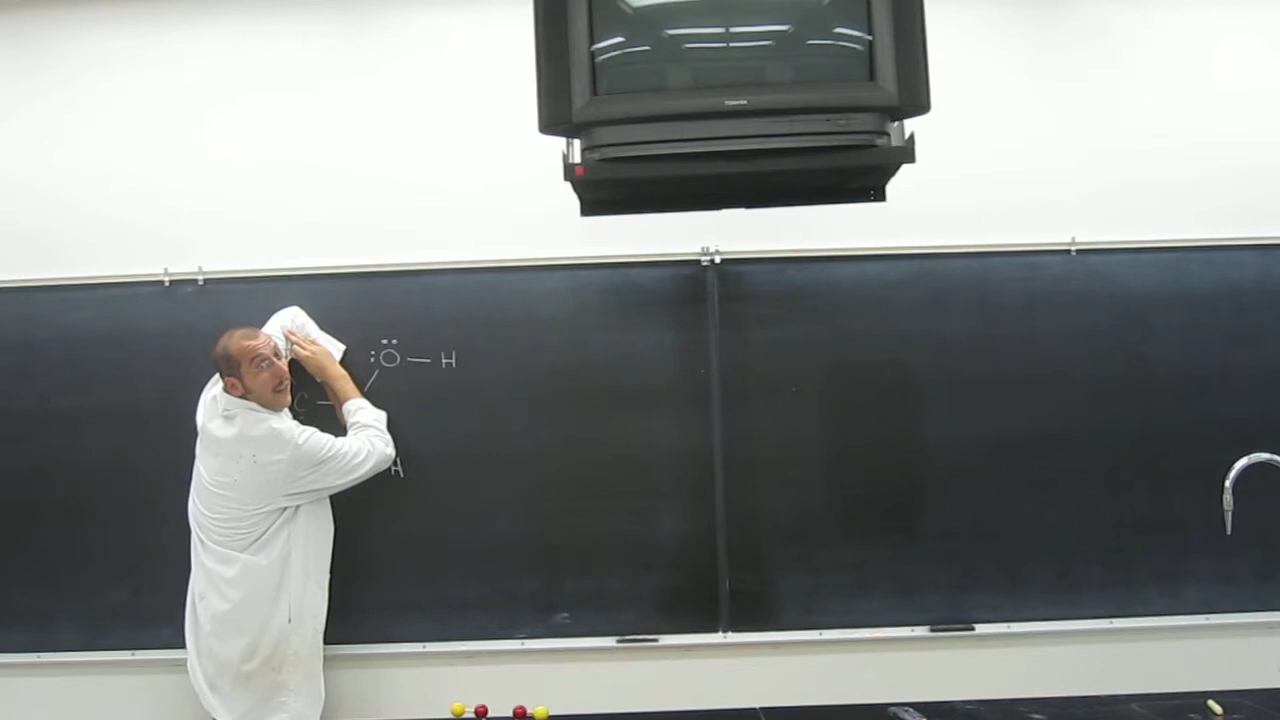 TOSHIBA
:Ö — H
C —
H